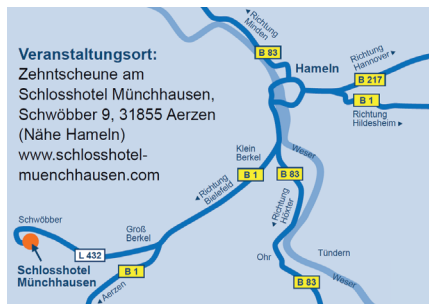 Veranstaltungsort:
Zehntscheune am
Schlosshotel Münchhausen,
Schwöbber 9, 31855 Aerzen
(Nähe Hameln)
www.schlosshotel-
muenchhausen.com
Richtung
Minden
B 83
Hameln
Richtung
Hannover
B 217
B 1
Richtung
Hildesheim
Klein
Berkel
Weser
B 1
B 83
Richtung
Bielefeld
Richtung
Höxter
Schwöbber
Groß
Berkel
L 432
Schlosshotel
Münchhausen
B 1
Aerzen
Ohr
Tündern
Weser
B 83